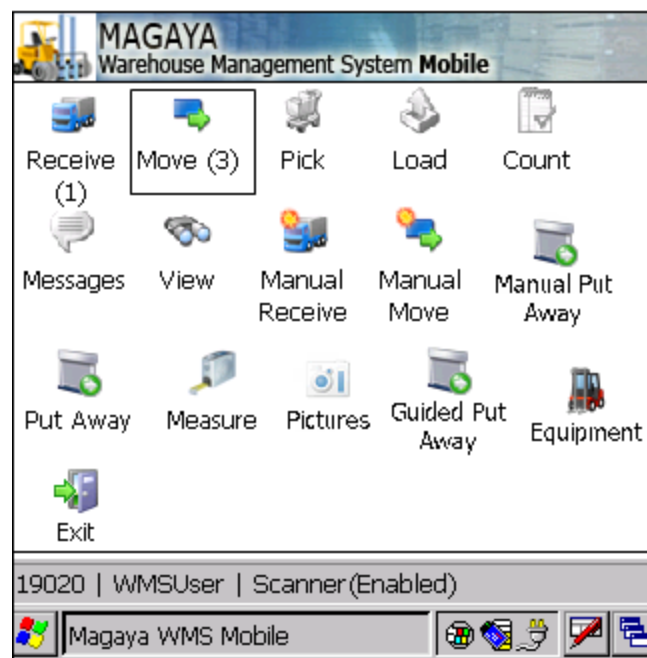 MAGAYA
Warehouse Management System Mobile
Receive (1)
Move (3)
Pick
Load
Count
Messages
View
Manual Receive
Manual Move
Manual Put Away
Put Away
Measure
Pictures
Guided Put Away
Equipment
Exit
19020 | WMSUser | Scanner(Enabled)
Magaya WMS Mobile